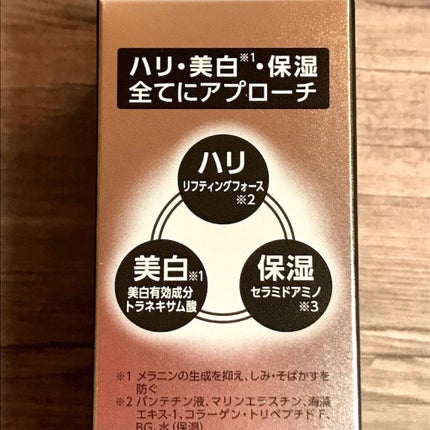 ハリ・美白※1・保湿
全てにアプローチ
ハリ
リフティングフォース
※2
美白※1
美白有効成分
トラネキサム酸
保湿
セラミドアミノ
※3
※1 メラニンの生成を抑え、しみ・そばかすを
防ぐ
※2 パンテチン液、マリンエラスチン、海藻
エキス-1、コラーゲン・トリペプチド F、
BG、水（保湿）